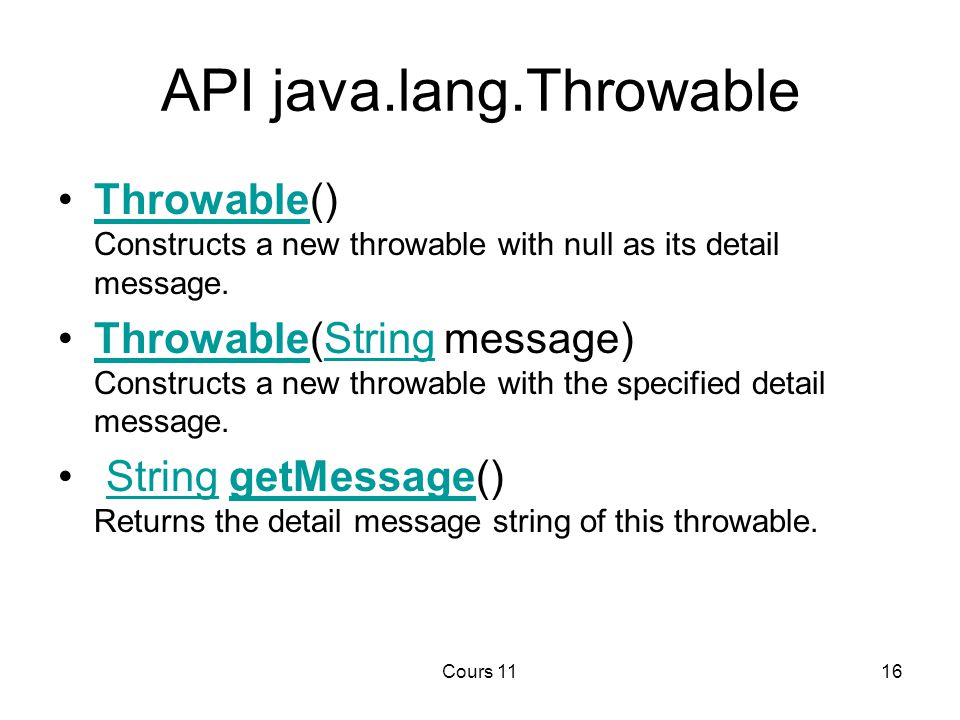 API java.lang.Throwable
• Throwable()
Constructs a new throwable with null as its detail
message.
• Throwable(String message)
Constructs a new throwable with the specified detail
message.
• String getMessage()
Returns the detail message string of this throwable.
Cours 11
16